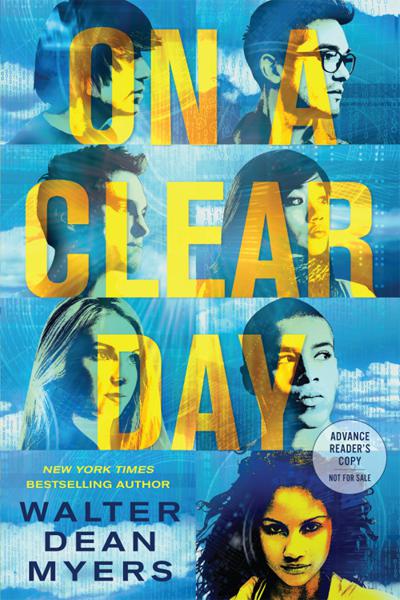 ON A
CLEAR
DAY
ADVANCE
READER'S
COPY
NOT FOR SALE
NEW YORK TIMES
BESTSELLING AUTHOR
WALTER
DEAN
MYERS